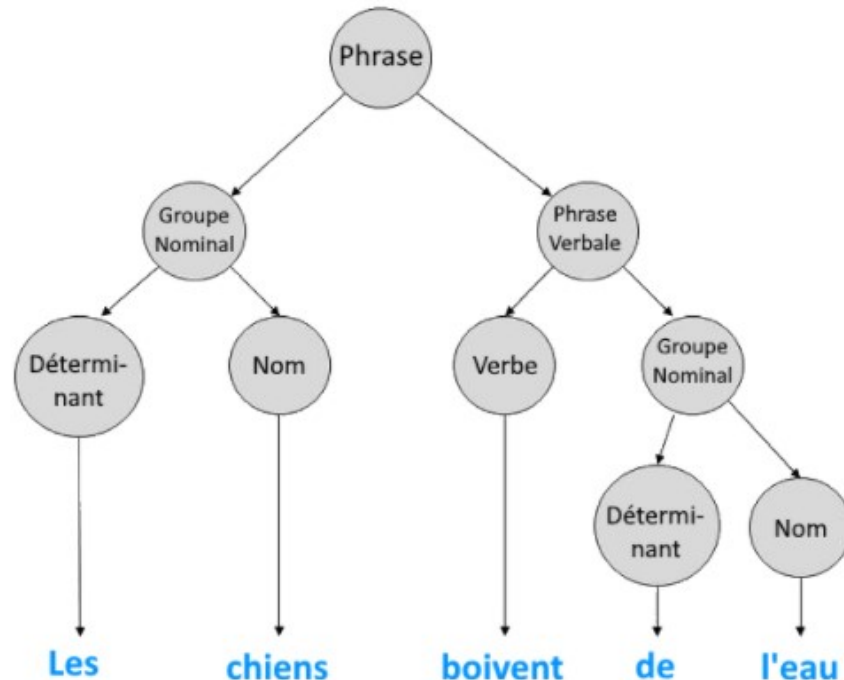 Phrase
Groupe
Nominal
Phrase
Verbale
Détermi-
nant
Nom
Verbe
Groupe
Nominal
Détermi-
nant
Nom
Les chiens boivent de l'eau